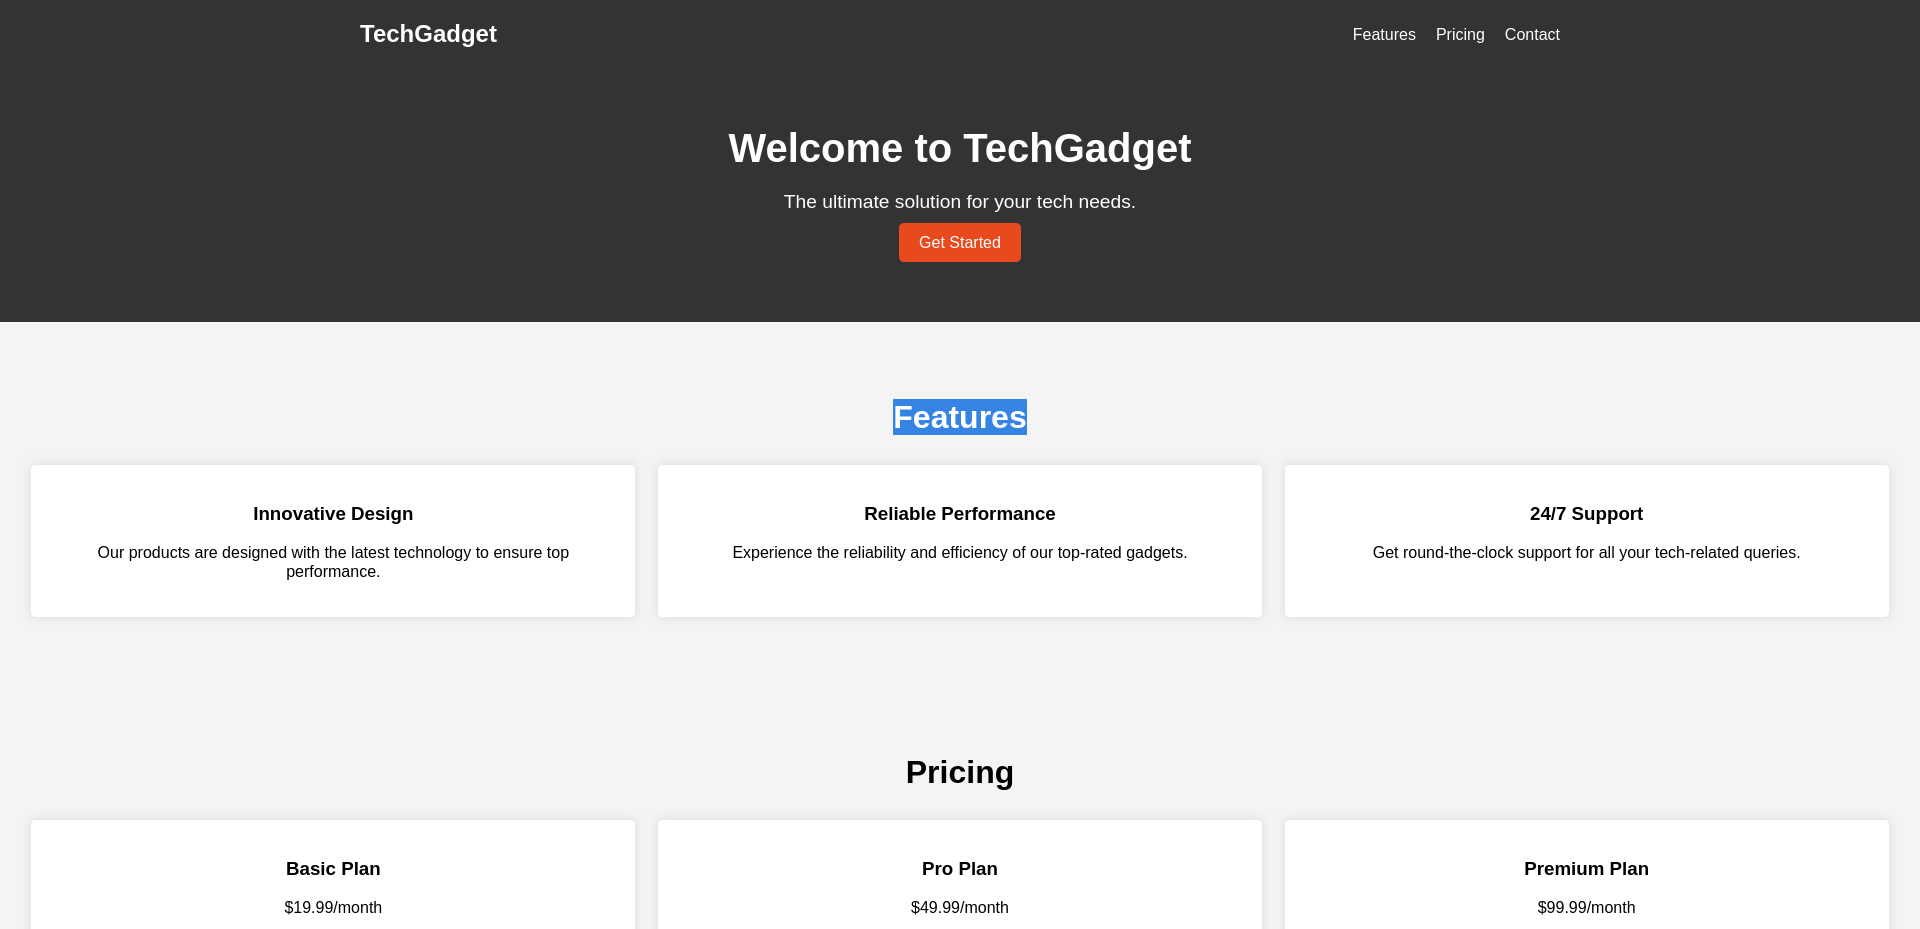 TechGadget
Features Pricing Contact
Welcome to TechGadget
The ultimate solution for your tech needs.
Get Started
Features
Innovative Design
Our products are designed with the latest technology to ensure top
performance.
Reliable Performance
Experience the reliability and efficiency of our top-rated gadgets.
24/7 Support
Get round-the-clock support for all your tech-related queries.
Pricing
Basic Plan
$19.99/month
Pro Plan
$49.99/month
Premium Plan
$99.99/month